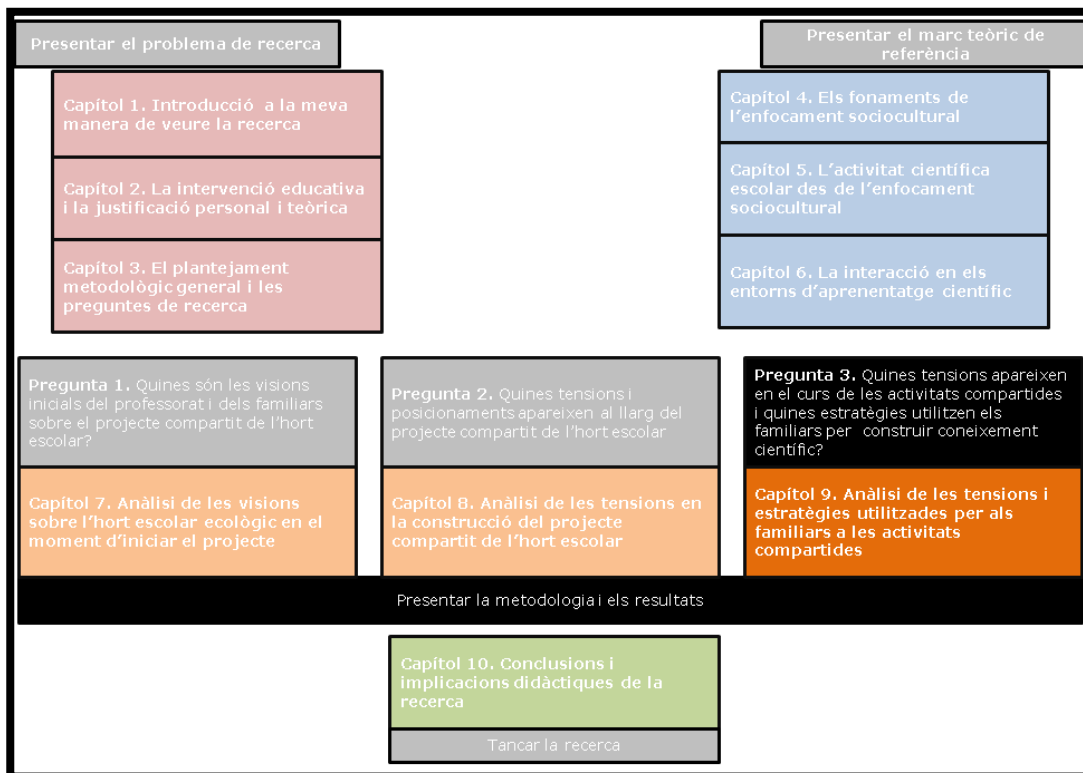 Presentar el problema de recerca
Capítol 1. Introducció a la meva
manera de veure la recerca
Capítol 2. La intervenció educativa
i la justificació personal i teòrica
Capítol 3. El plantejament
metodològic general i les
preguntes de recerca
Presentar el marc teòric de
referència
Capítol 4. Els fonaments de
l'enfocament sociocultural
Capítol 5. L'activitat científica
escolar des de l'enfocament
sociocultural
Capítol 6. La interacció en els
entorns d'aprenentatge científic
Pregunta 1. Quines són les visions
inicials del professorat i dels familiars
sobre el projecte compartit de l'hort
escolar?
Capítol 7. Anàlisi de les visions
sobre l'hort escolar ecològic en el
moment d'iniciar el projecte
Pregunta 2. Quines tensions i
posicionaments apareixen al llarg del
projecte compartit de l'hort escolar
Capítol 8. Anàlisi de les tensions en
la construcció del projecte
compartit de l'hort escolar
Pregunta 3. Quines tensions apareixen
en el curs de les activitats compartides
i quines estratègies utilitzen els
familiars per construir coneixement
científic?
Capítol 9. Anàlisi de les tensions i
estratègies utilitzades per als
familiars a les activitats
compartides
Presentar la metodologia i els resultats
Capítol 10. Conclusions i
implicacions didàctiques de la
recerca
Tancar la recerca